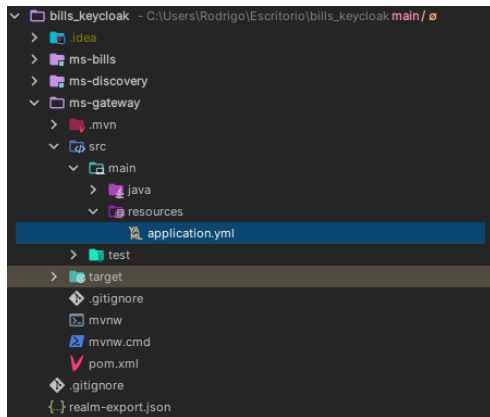 bills_keycloak - C:\Users\Rodrigo\Escritorio\bills_keycloak main / ø
.idea
ms-bills
ms-discovery
ms-gateway
.mvn
src
main
java
resources
application.yml
test
target
.gitignore
mvnw
mvnw.cmd
pom.xml
.gitignore
realm-export.json